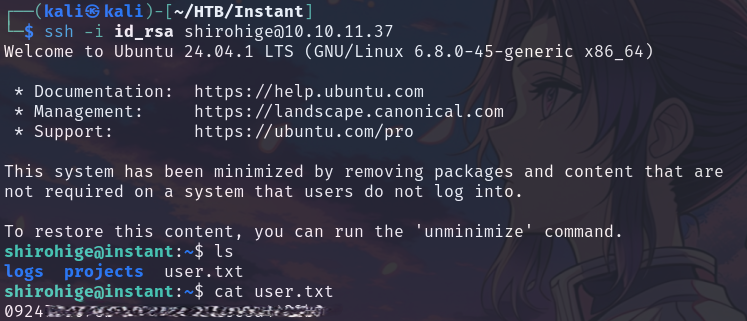 ┌──(kali㉿kali)-[~/HTB/Instant]
└─$ ssh -i id_rsa shirohige@10.10.11.37
Welcome to Ubuntu 24.04.1 LTS (GNU/Linux 6.8.0-45-generic x86_64)
* Documentation:  https://help.ubuntu.com
* Management:     https://landscape.canonical.com
* Support:        https://ubuntu.com/pro
This system has been minimized by removing packages and content that are
not required on a system that users do not log into.
To restore this content, you can run the 'unminimize' command.
shirohige@instant:~$ ls
logs  projects  user.txt
shirohige@instant:~$ cat user.txt